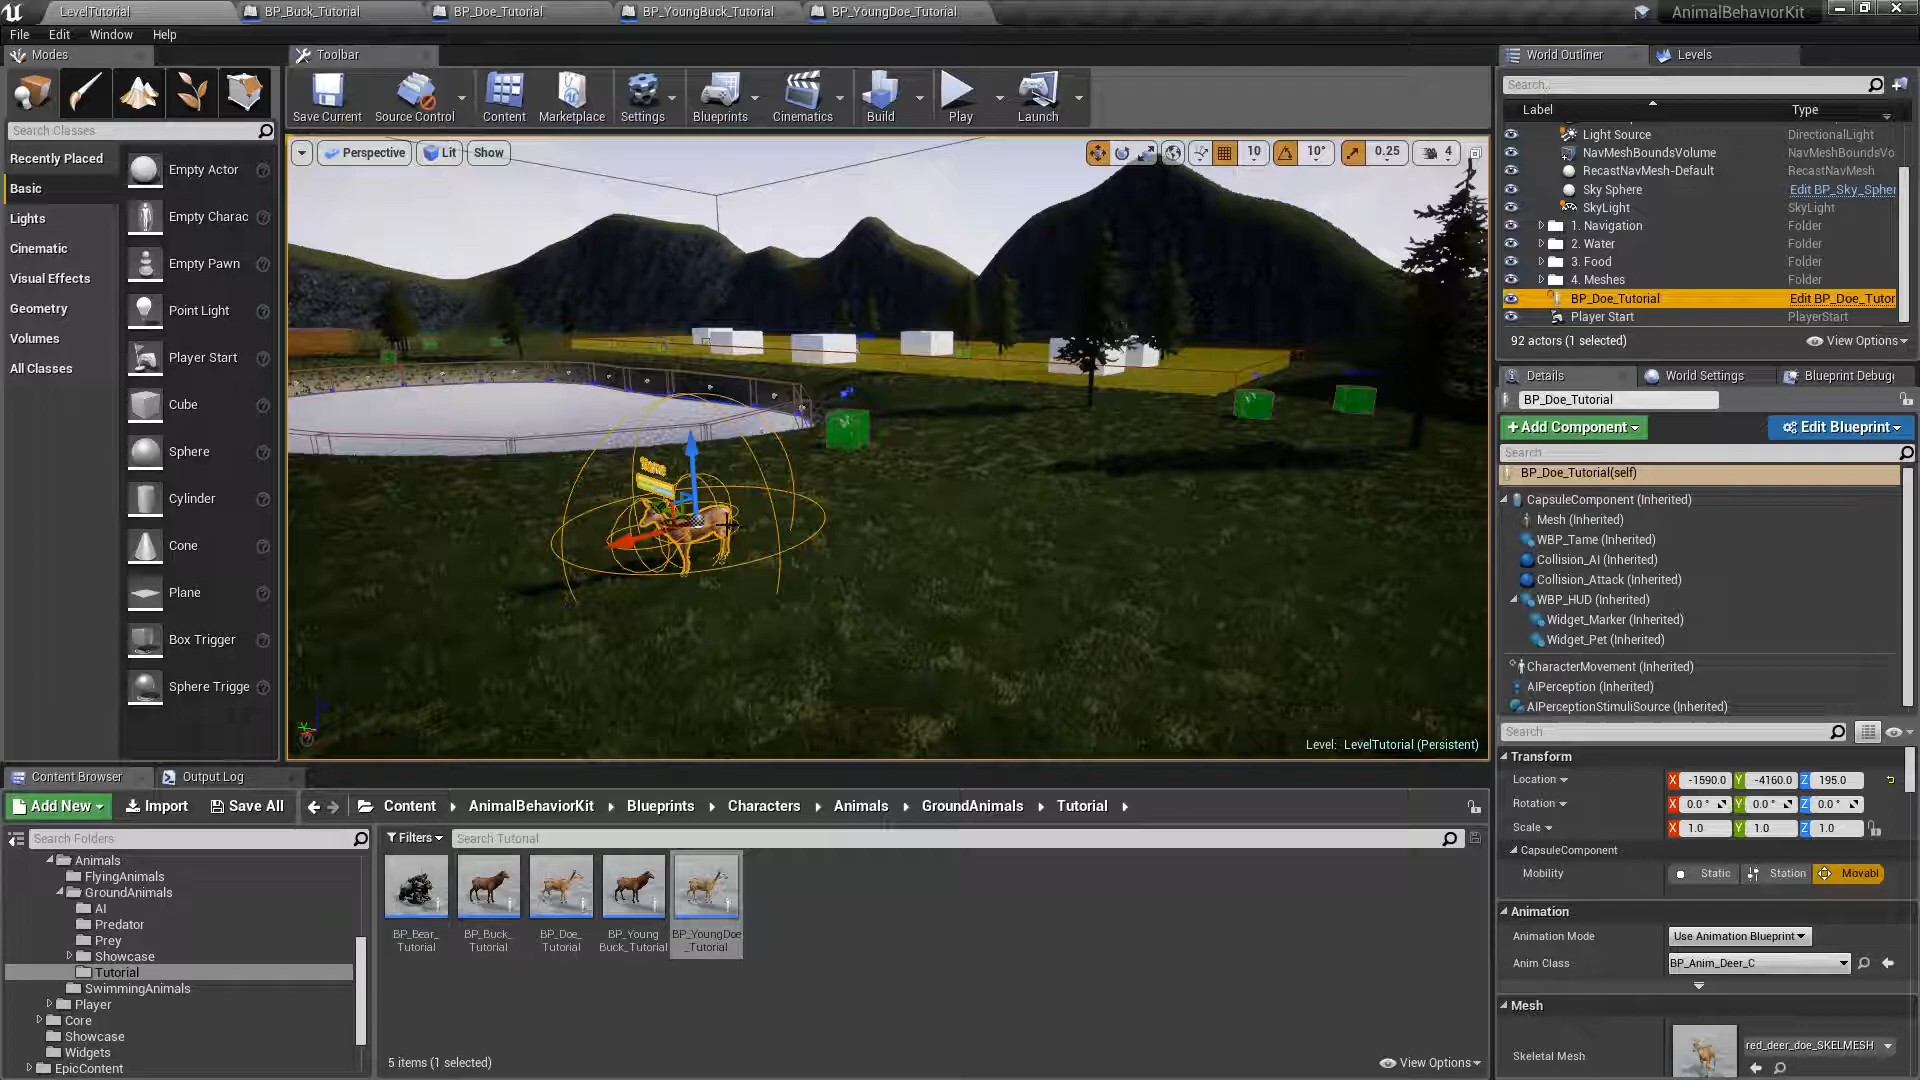 LevelTutorial
BP_Buck_Tutorial
BP_Doe_Tutorial
BP_YoungBuck_Tutorial
BP_YoungDoe_Tutorial
AnimalBehaviorKit
File Edit Window Help
Modes
Search Classes
Recently Placed
Basic
Lights
Cinematic
Visual Effects
Geometry
Volumes
All Classes
Empty Actor
Empty Charac
Empty Pawn
Point Light
Player Start
Cube
Sphere
Cylinder
Cone
Plane
Box Trigger
Sphere Trigge
Toolbar
Save Current
Source Control
Content
Marketplace
Settings
Blueprints
Cinematics
Build
Play
Launch
Perspective
Lit
Show
10
10°
0.25
4
Level: LevelTutorial (Persistent)
World Outliner
Levels
Search..
Label Type
Light Source DirectionalLight
NavMeshBoundsVolume NavMeshBoundsVo
RecastNavMesh-Default RecastNavMesh
Sky Sphere Edit BP_Sky_Spher
SkyLight SkyLight
1. Navigation Folder
2. Water Folder
3. Food Folder
4. Meshes Folder
BP_Doe_Tutorial Edit BP_Doe_Tutor
Player Start PlayerStart
92 actors (1 selected)
View Options
Details
World Settings
Blueprint Debug
BP_Doe_Tutorial
+Add Component
Edit Blueprint
Search
BP_Doe_Tutorial(self)
CapsuleComponent (Inherited)
Mesh (Inherited)
WBP_Tame (Inherited)
Collision_AI (Inherited)
Collision_Attack (Inherited)
WBP_HUD (Inherited)
Widget_Marker (Inherited)
Widget_Pet (Inherited)
CharacterMovement (Inherited)
AIPerception (Inherited)
AIPerceptionStimuliSource (Inherited)
Search
Transform
Location X -1590.0 Y -4160.0 Z 195.0
Rotation X 0.0 ° Y 0.0 ° Z 0.0 °
Scale X 1.0 Y 1.0 Z 1.0
CapsuleComponent
Mobility Static Station Movabl
Animation
Animation Mode Use Animation Blueprint
Anim Class BP_Anim_Deer_C
Mesh
Skeletal Mesh red_deer_doe_SKELMESH
Content Browser
Output Log
Add New
Import
Save All
Content AnimalBehaviorKit Blueprints Characters Animals GroundAnimals Tutorial
Search Folders
Filters
Search Tutorial
Animals
FlyingAnimals
GroundAnimals
AI
Predator
Prey
Showcase
Tutorial
SwimmingAnimals
Player
Core
Showcase
Widgets
EpicContent
BP_Bear_
Tutorial
BP_Buck_
Tutorial
BP_Doe_
Tutorial
BP_Young
Buck_Tutorial
BP_YoungDoe
_Tutorial
5 items (1 selected)
View Options